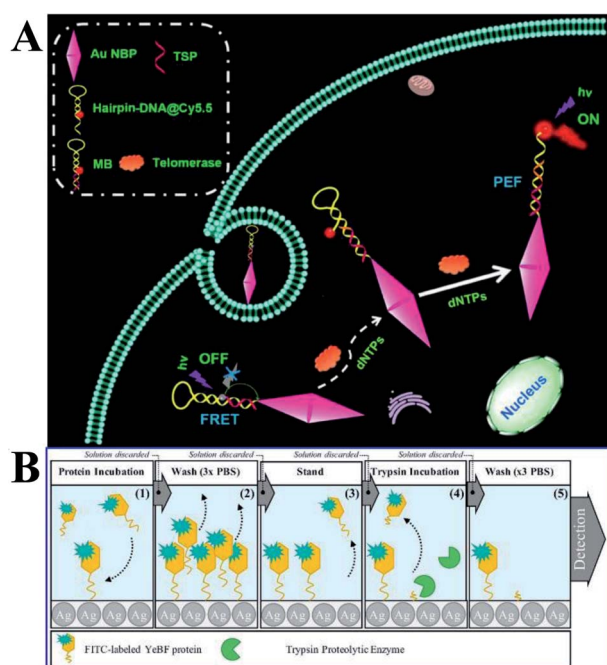 A
Au NBP
TSP
Hairpin-DNA@Cy5.5
MB
Telomerase
hv
ON
PEF
dNTPs
hv
OFF
FRET
dNTPs
Nucleus
B
Solution discarded
Solution discarded
Solution discarded
Solution discarded
Protein Incubation
Wash (3x PBS)
Stand
Trypsin Incubation
Wash (x3 PBS)
(1)
(2)
(3)
(4)
(5)
Detection
Ag Ag Ag Ag Ag Ag Ag Ag Ag Ag Ag Ag Ag Ag Ag Ag Ag Ag Ag Ag
FITC-labeled YeBF protein
Trypsin Proteolytic Enzyme